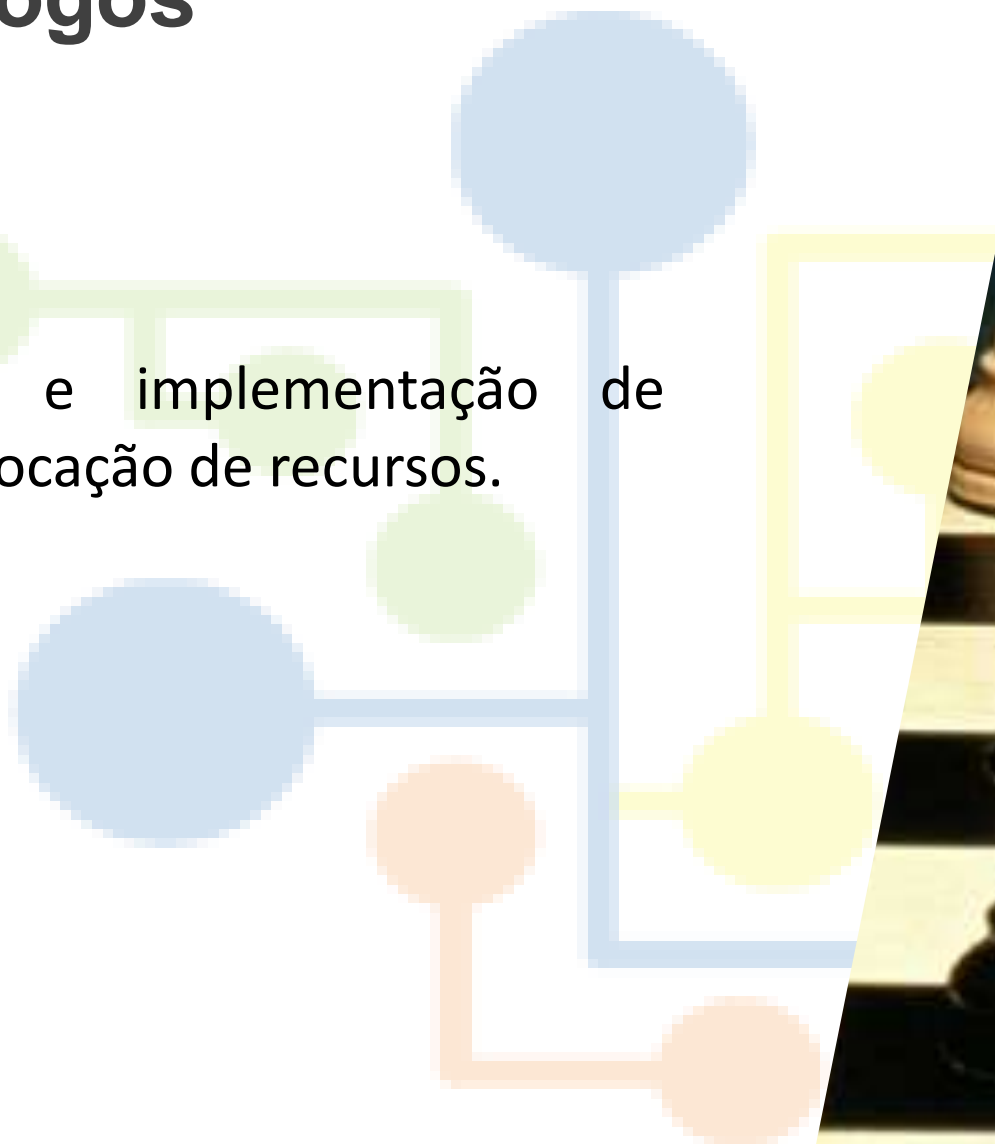 ogos
e implementação de
ocação de recursos.